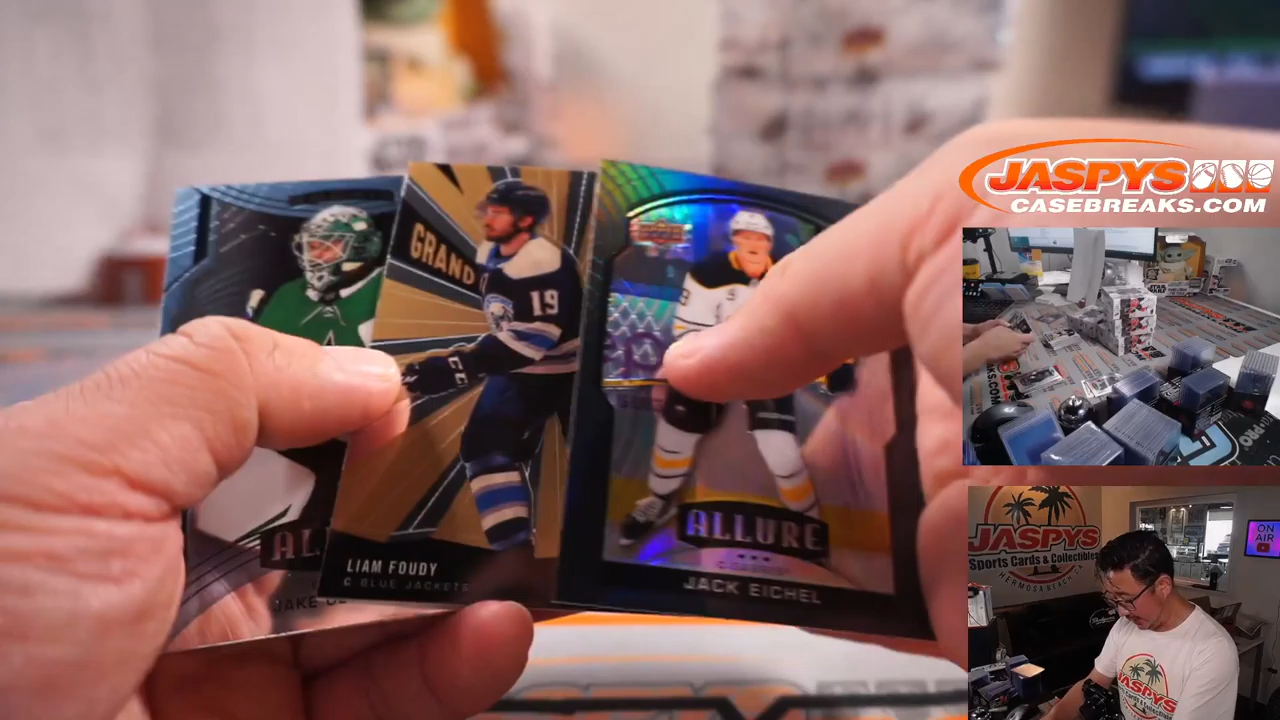 GRAND
19
LIAM FOUDY
C BLUE JACKETS
AL
ALLURE
JACK EICHEL
JASPYS
CASEBREAKS.COM
JASPYS
Sports Cards & Collectibles
HERMOSA BEACH
ON
AIR
JASPYS